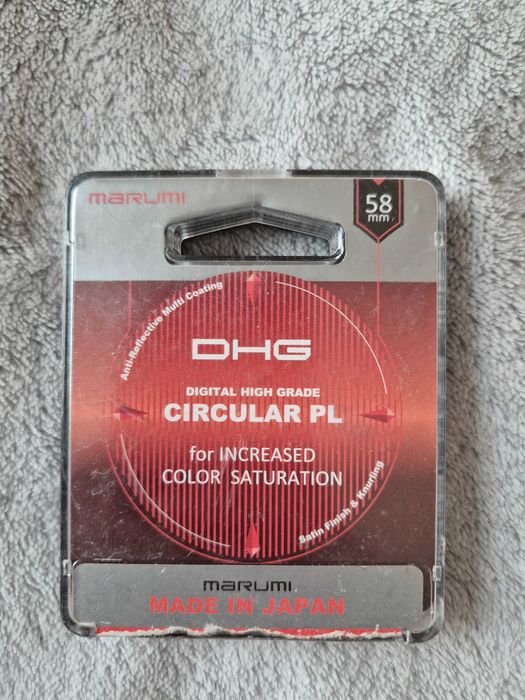 marumi
58
mm
Anti-Reflective Multi Coating
DHG
DIGITAL HIGH GRADE
CIRCULAR PL
for INCREASED
COLOR SATURATION
Satin Finish & Knurling
marumi
MADE IN JAPAN